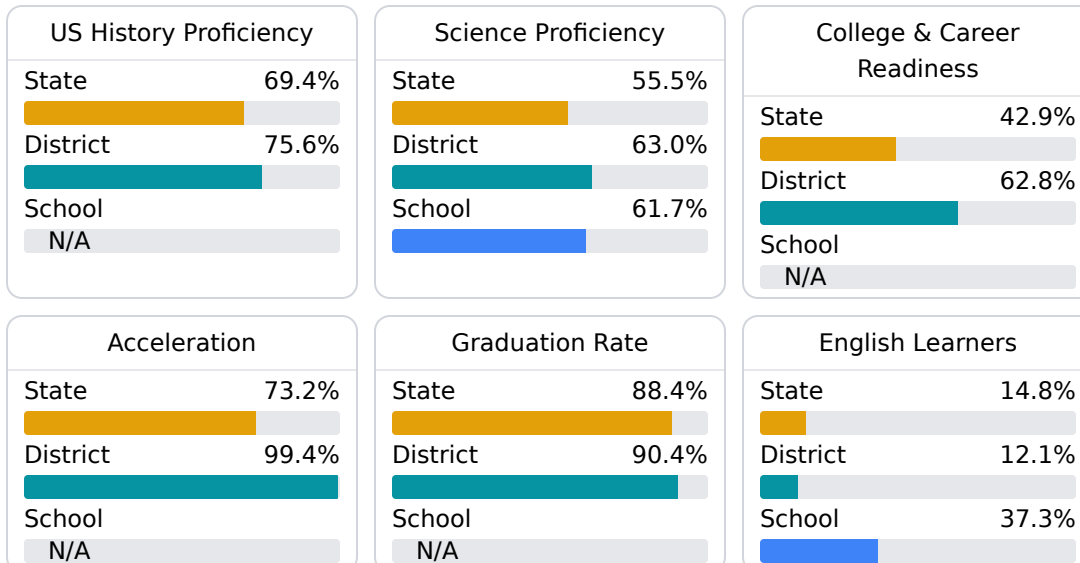 US History Proficiency
State 69.4%
District 75.6%
School
N/A
Science Proficiency
State 55.5%
District 63.0%
School 61.7%
College & Career
Readiness
State 42.9%
District 62.8%
School
N/A
Acceleration
State 73.2%
District 99.4%
School
N/A
Graduation Rate
State 88.4%
District 90.4%
School
N/A
English Learners
State 14.8%
District 12.1%
School 37.3%